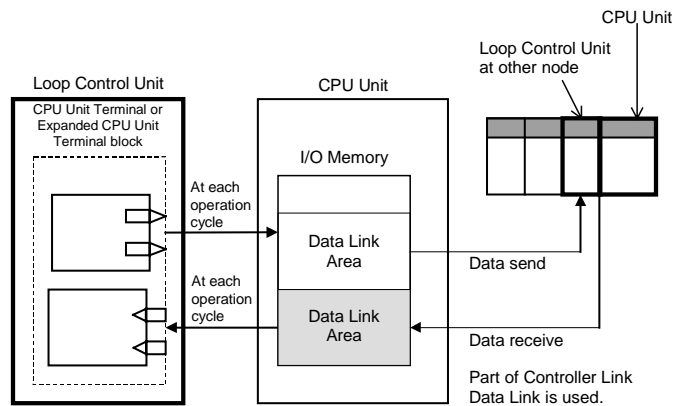 CPU Unit
Loop Control Unit
at other node
Loop Control Unit
CPU Unit
CPU Unit Terminal or
Expanded CPU Unit
Terminal block
I/O Memory
At each
operation
cycle
Data Link
Area
Data send
At each
operation
cycle
Data Link
Area
Data receive
Part of Controller Link
Data Link is used.